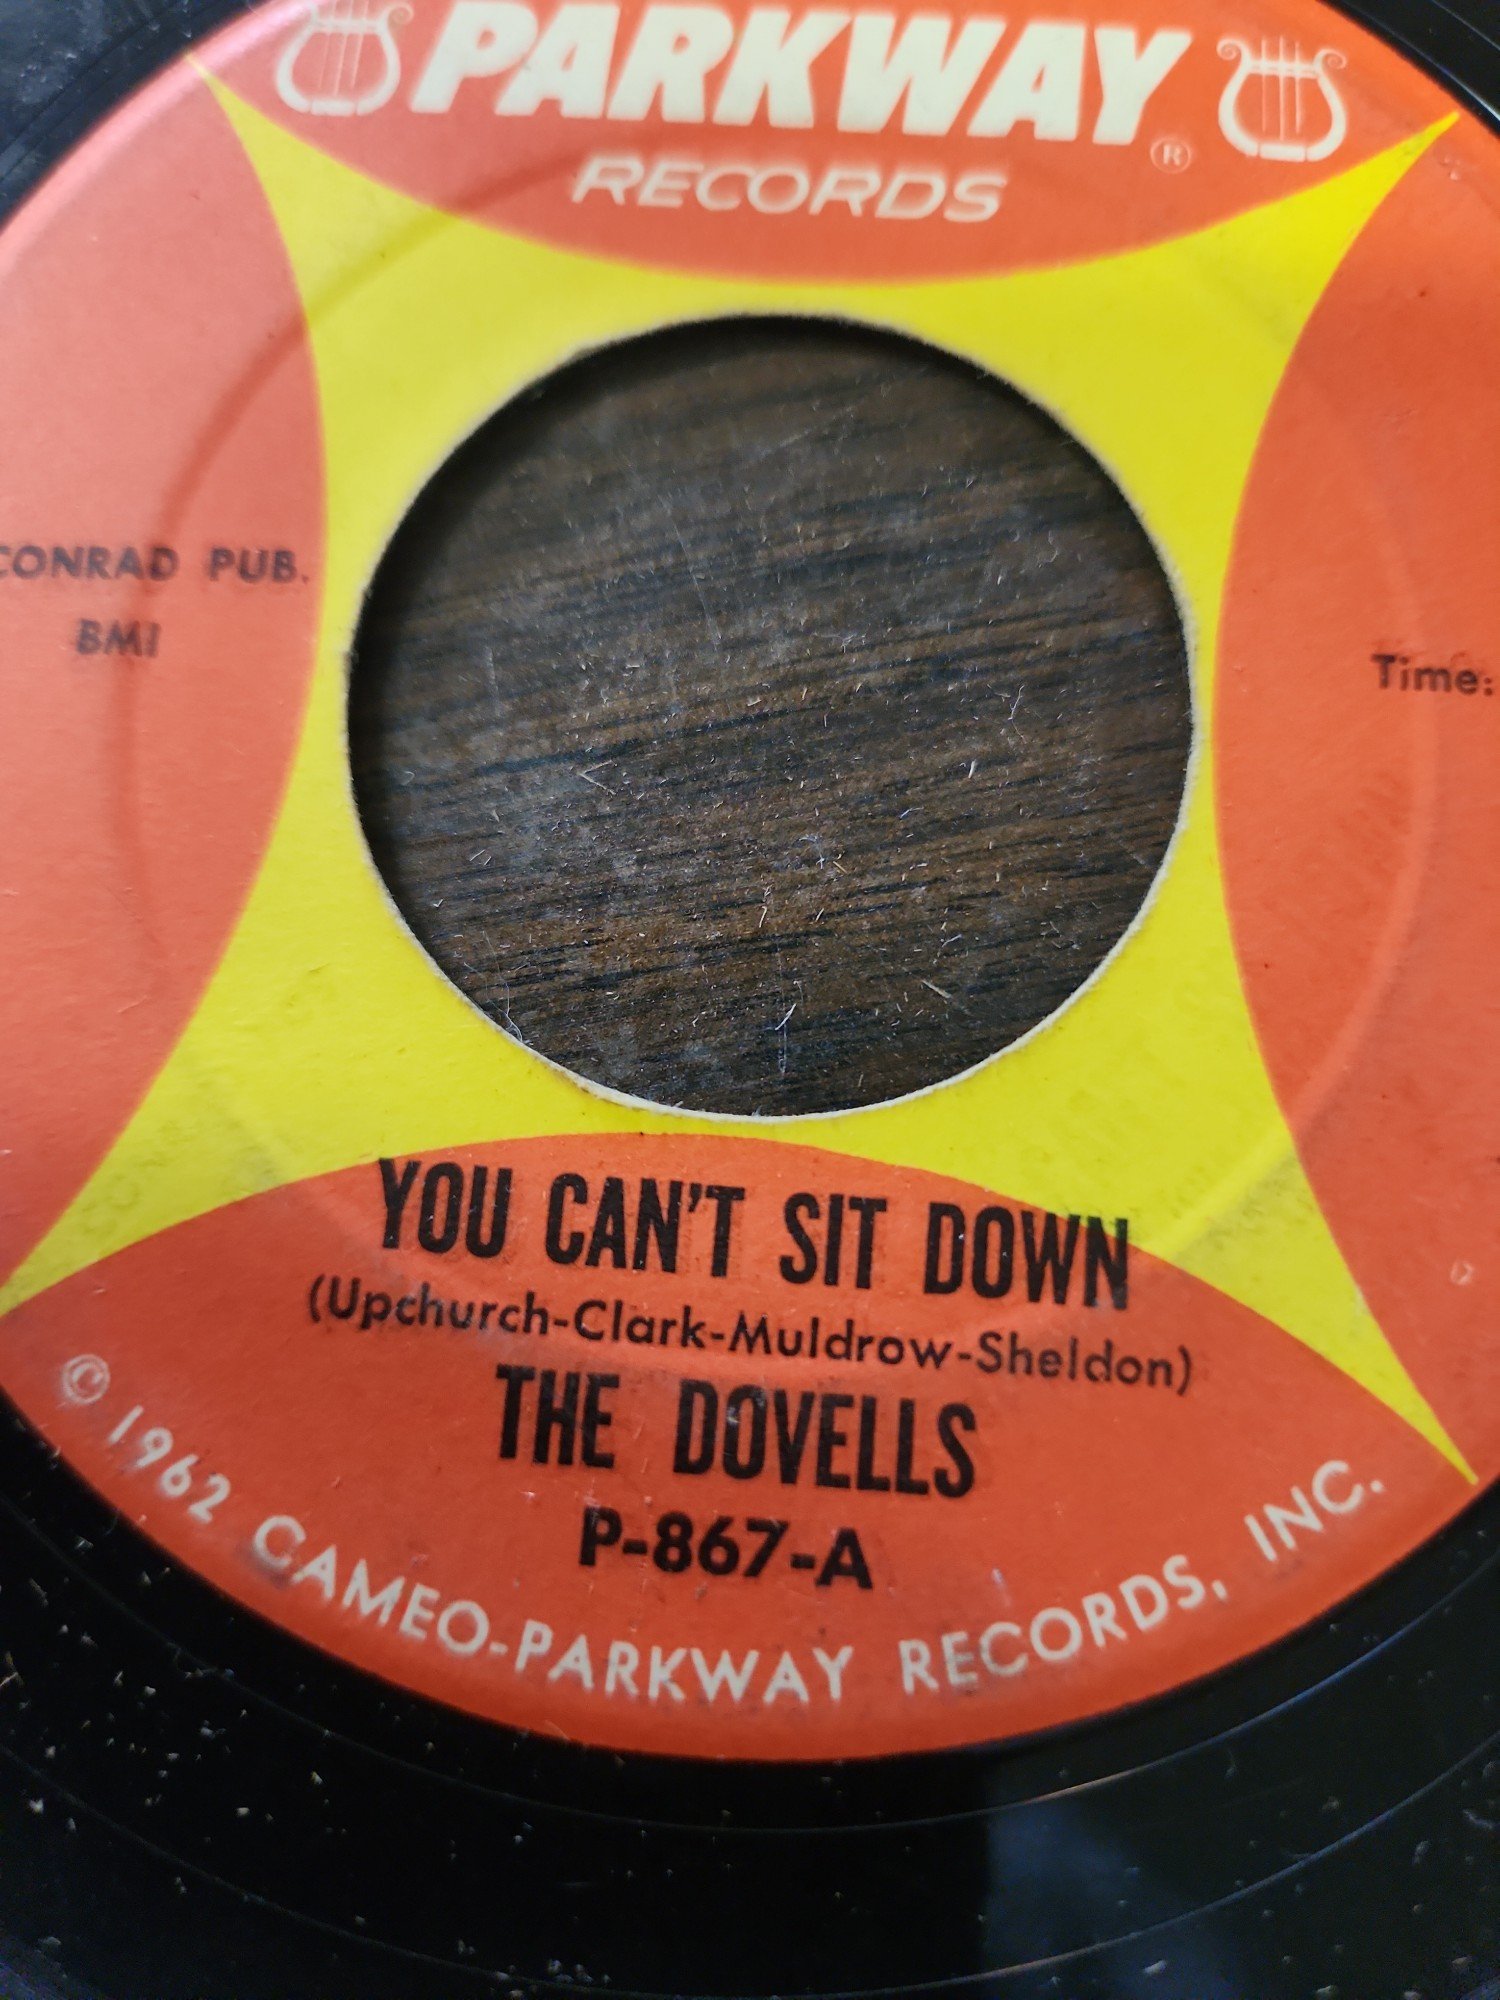 PARKWAY ®
RECORDS
CONRAD PUB.
BMI
Time:
YOU CAN'T SIT DOWN
(Upchurch-Clark-Muldrow-Sheldon)
THE DOVELLS
P-867-A
© 1962 CAMEO-PARKWAY RECORDS, INC.